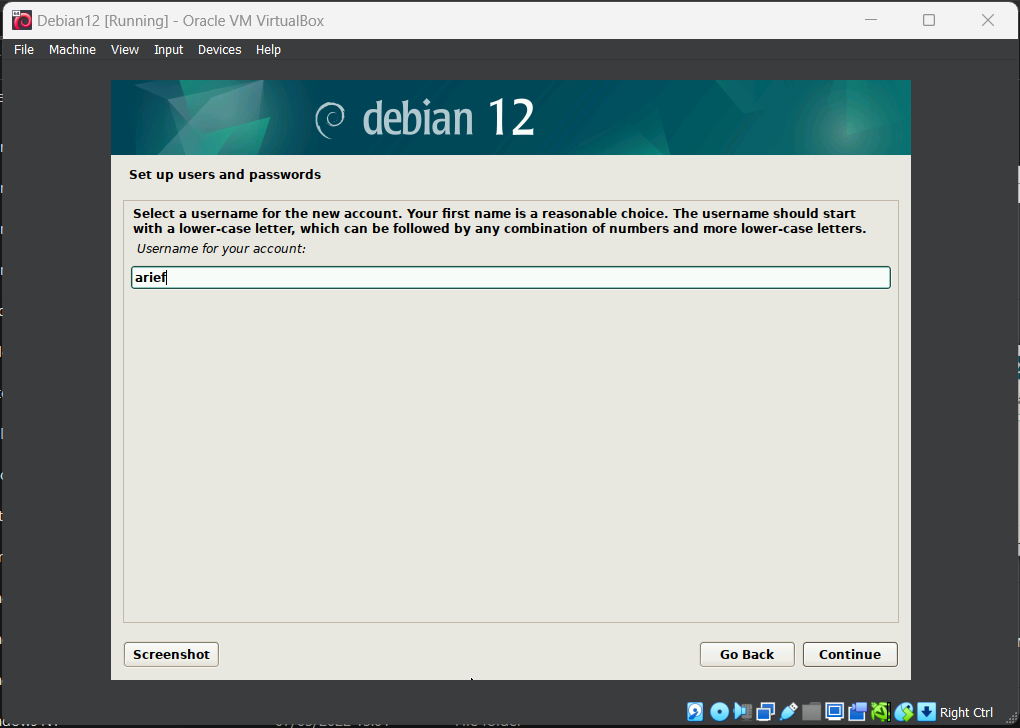 Debian12 [Running] - Oracle VM VirtualBox
File Machine View Input Devices Help
debian 12
Set up users and passwords
Select a username for the new account. Your first name is a reasonable choice. The username should start
with a lower-case letter, which can be followed by any combination of numbers and more lower-case letters.
Username for your account:
arief
Screenshot Go Back Continue
Right Ctrl